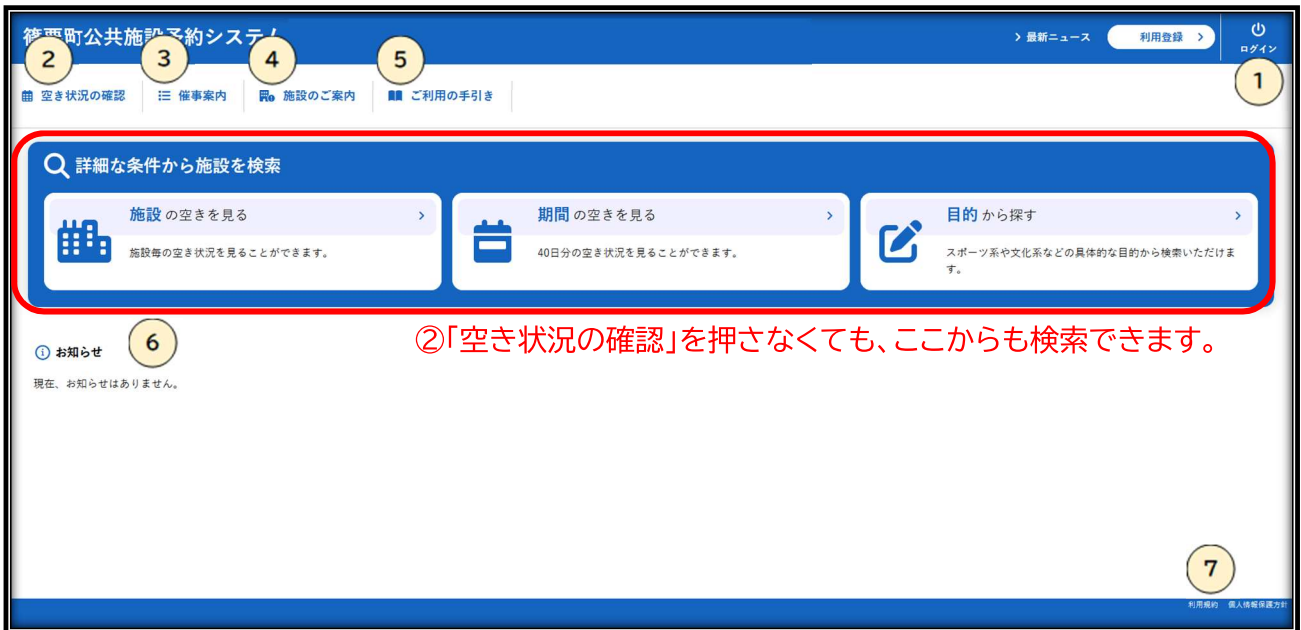 篠栗町公共施設予約システム
> 最新ニュース 利用登録 >
ログイン
2 3 4 5
1
空き状況の確認 催事案内 施設のご案内 ご利用の手引き
詳細な条件から施設を検索
施設 の空きを見る >
施設毎の空き状況を見ることができます。
期間 の空きを見る >
40日分の空き状況を見ることができます。
目的 から探す >
スポーツ系や文化系などの具体的な目的から検索いただけま
す。
②「空き状況の確認」を押さなくても、ここからも検索できます。
お知らせ 6
現在、お知らせはありません。
7
利用規約 個人情報保護方針